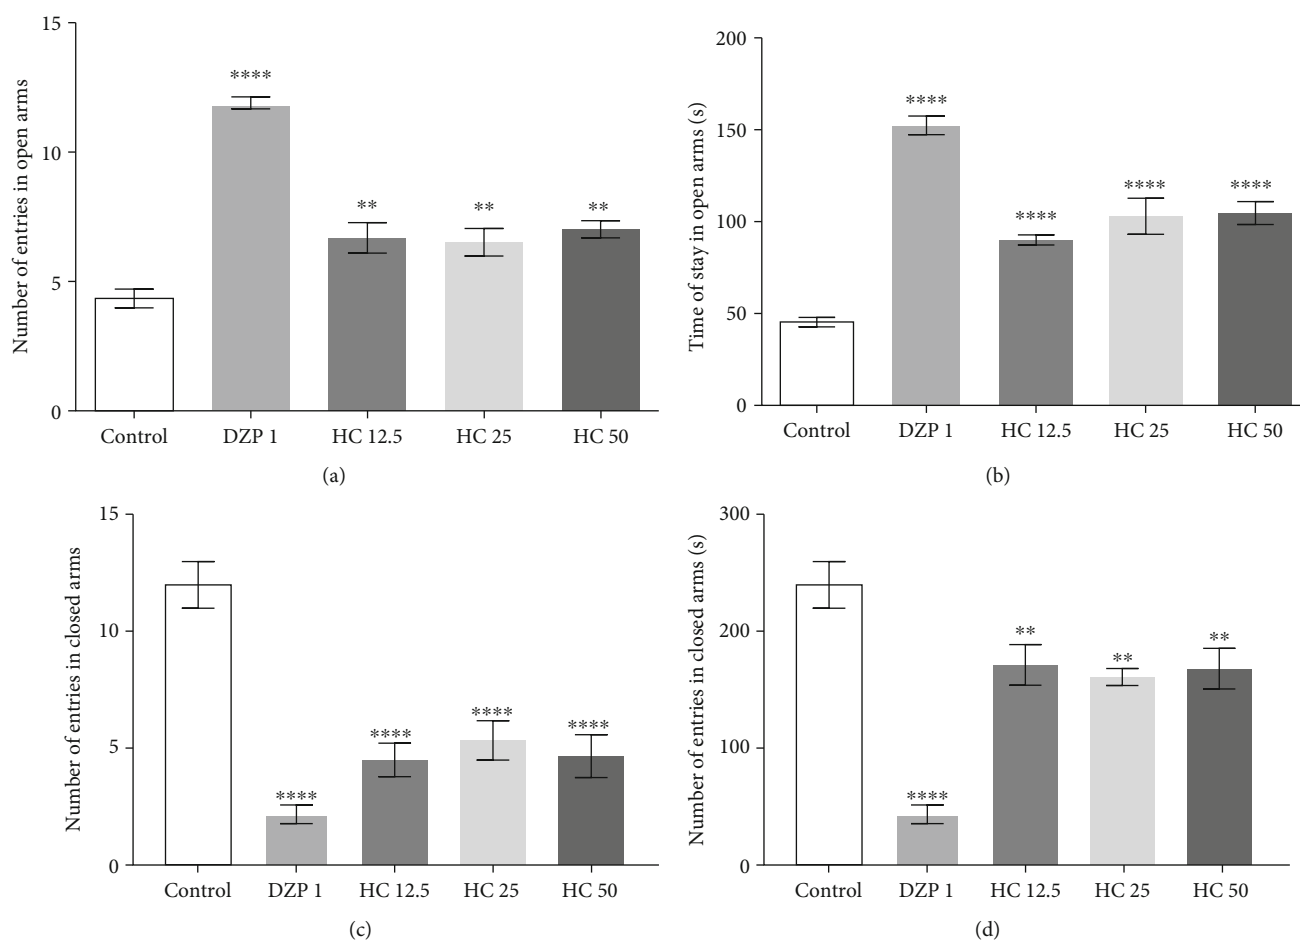 Number of entries in open arms
15
10
5
0
****
**
**
**
Control DZP 1 HC 12.5 HC 25 HC 50
(a)
Time of stay in open arms (s)
200
150
100
50
0
****
****
****
****
Control DZP 1 HC 12.5 HC 25 HC 50
(b)
Number of entries in closed arms
15
10
5
0
****
****
****
****
Control DZP 1 HC 12.5 HC 25 HC 50
(c)
Number of entries in closed arms (s)
300
200
100
0
****
**
**
**
Control DZP 1 HC 12.5 HC 25 HC 50
(d)